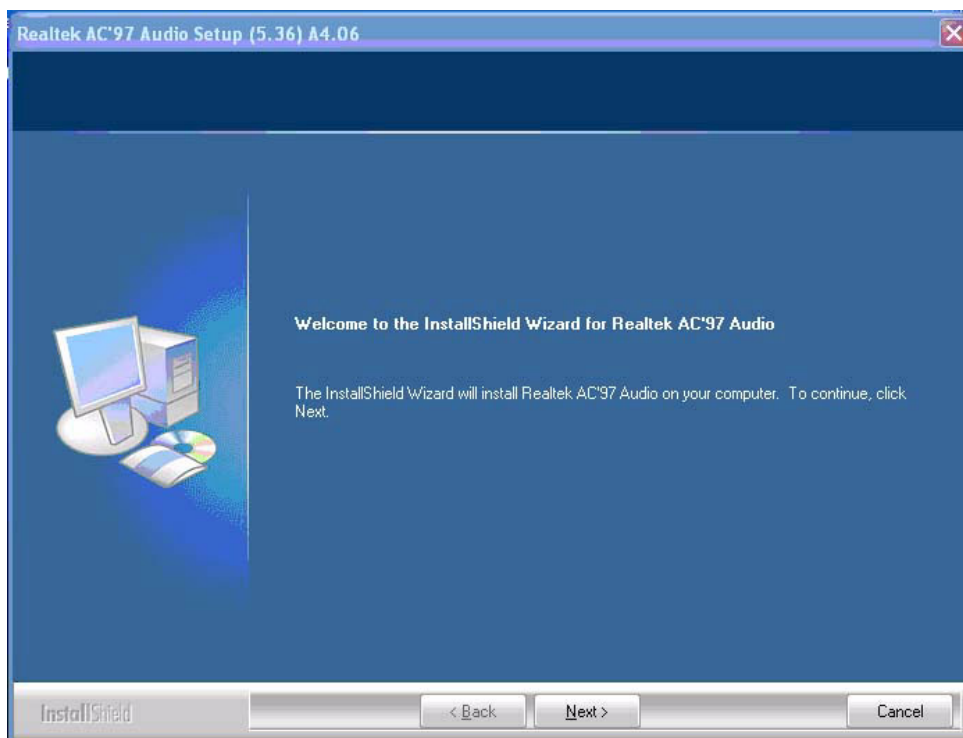 Realtek AC'97 Audio Setup (5.36) A4.06
Welcome to the InstallShield Wizard for Realtek AC'97 Audio
The InstallShield Wizard will install Realtek AC'97 Audio on your computer. To continue, click
Next.
InstallShield
< Back
Next >
Cancel